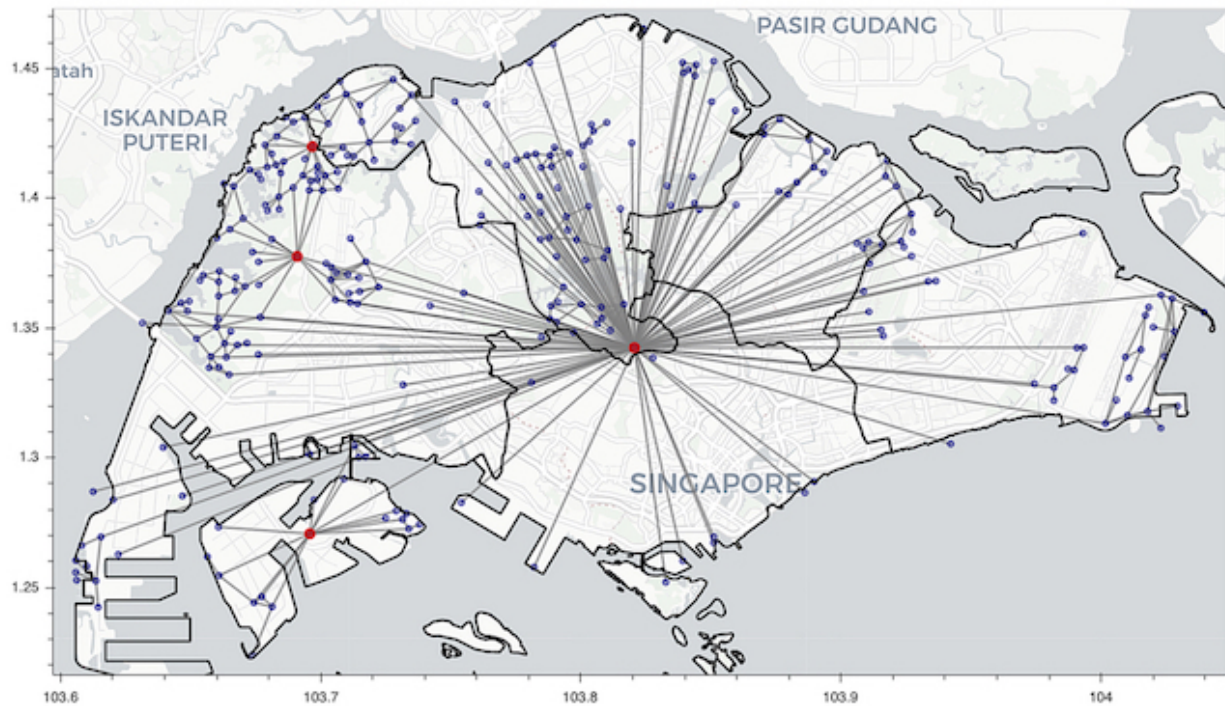 PASIR GUDANG
1.45
atah
ISKANDAR
PUTERI
1.4
1.35
1.3
SINGAPORE
1.25
103.6
103.7
103.8
103.9
104